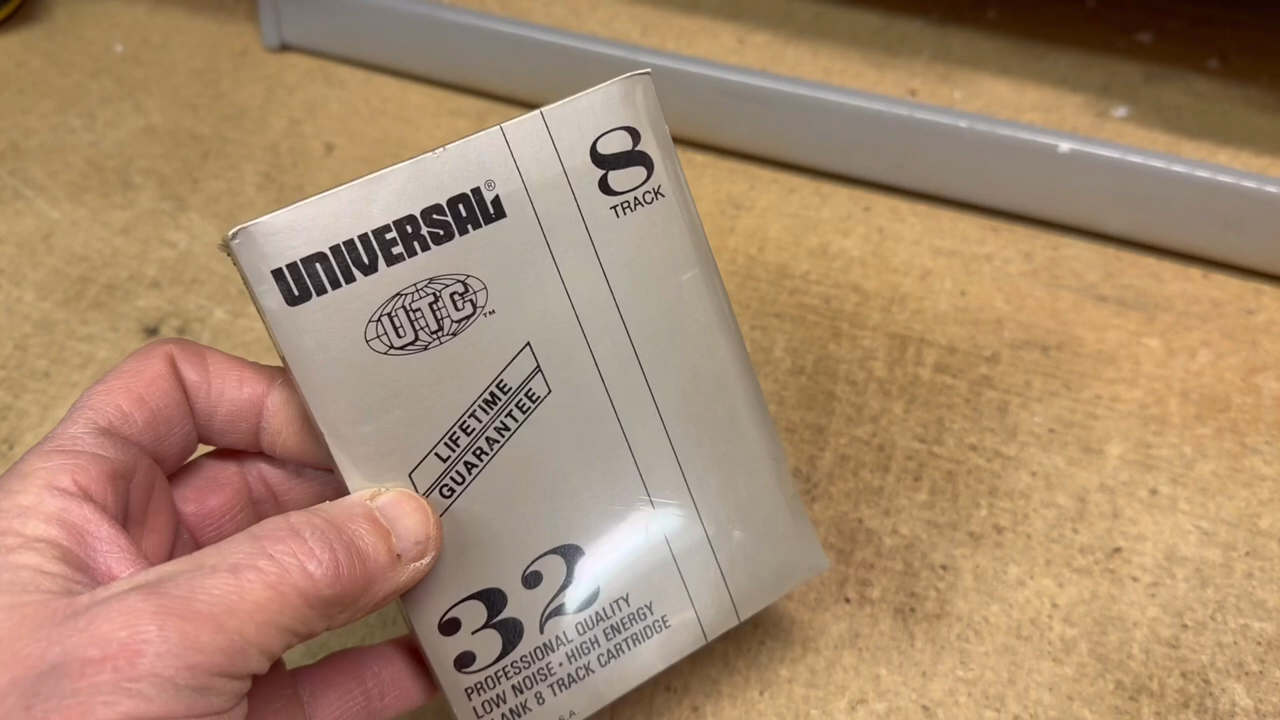 UNIVERSAL®
UTC™
LIFETIME
GUARANTEE
8
TRACK
32
PROFESSIONAL QUALITY
LOW NOISE • HIGH ENERGY
8 TRACK CARTRIDGE